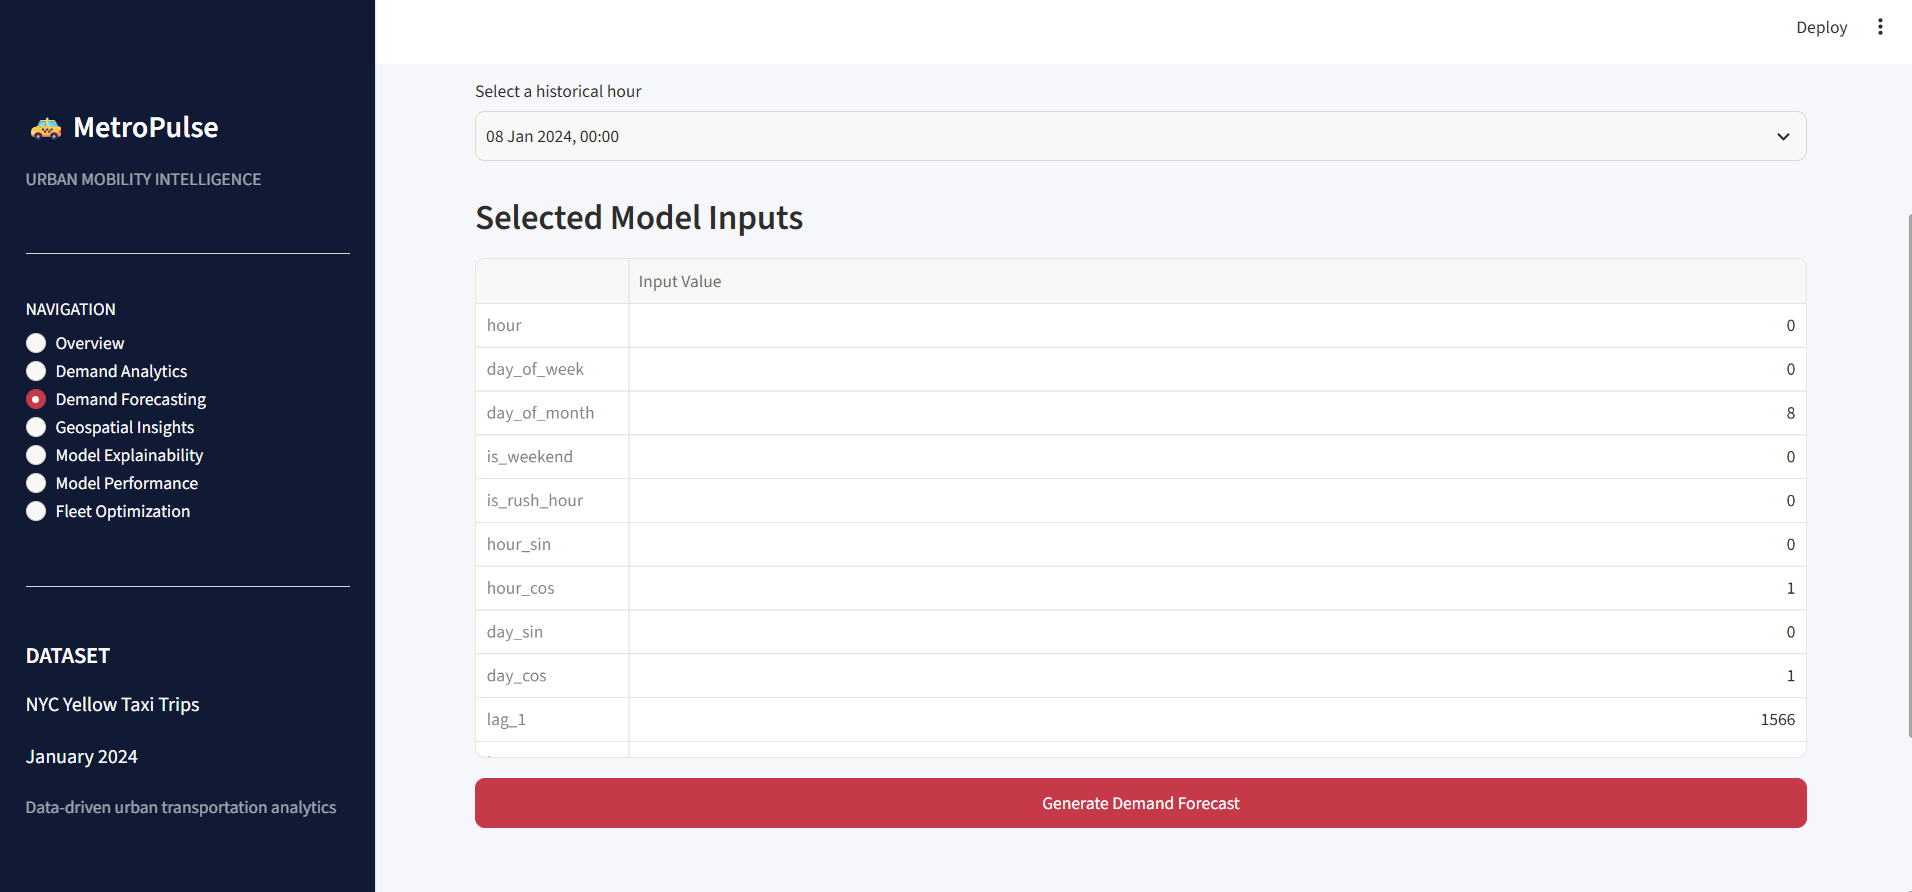 MetroPulse
URBAN MOBILITY INTELLIGENCE
NAVIGATION
Overview
Demand Analytics
Demand Forecasting
Geospatial Insights
Model Explainability
Model Performance
Fleet Optimization
DATASET
NYC Yellow Taxi Trips
January 2024
Data-driven urban transportation analytics
Deploy
Select a historical hour
08 Jan 2024, 00:00
Selected Model Inputs
Input Value
hour 0
day_of_week 0
day_of_month 8
is_weekend 0
is_rush_hour 0
hour_sin 0
hour_cos 1
day_sin 0
day_cos 1
lag_1 1566
Generate Demand Forecast